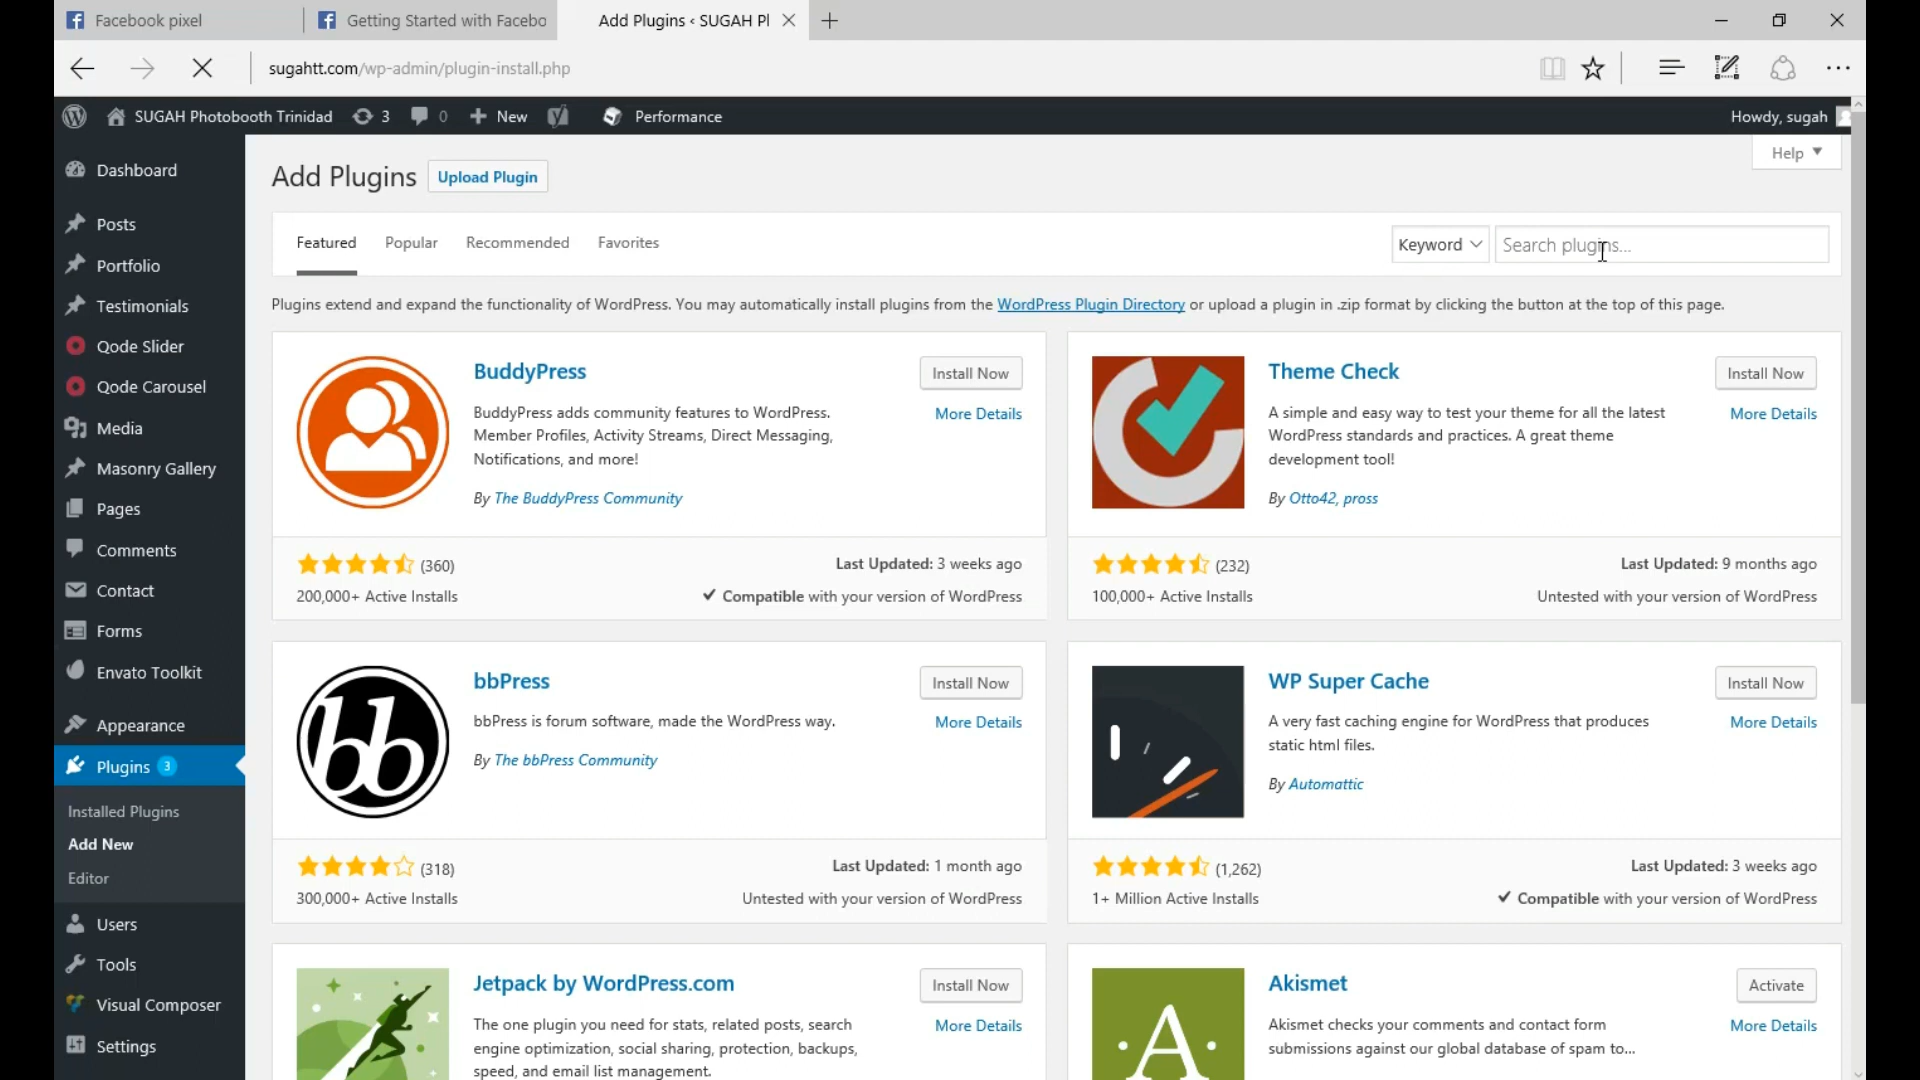 Facebook pixel
Getting Started with Facebo
Add Plugins ‹ SUGAH Pl
sugahtt.com/wp-admin/plugin-install.php
SUGAH Photobooth Trinidad 3 0 New Performance Howdy, sugah
Help
Dashboard
Posts
Portfolio
Testimonials
Qode Slider
Qode Carousel
Media
Masonry Gallery
Pages
Comments
Contact
Forms
Envato Toolkit
Appearance
Plugins 3
Installed Plugins
Add New
Editor
Users
Tools
Visual Composer
Settings
Add Plugins Upload Plugin
Featured Popular Recommended Favorites Keyword Search plugins...
Plugins extend and expand the functionality of WordPress. You may automatically install plugins from the WordPress Plugin Directory or upload a plugin in .zip format by clicking the button at the top of this page.
BuddyPress
Install Now
More Details
BuddyPress adds community features to WordPress.
Member Profiles, Activity Streams, Direct Messaging,
Notifications, and more!
By The BuddyPress Community
(360)
Last Updated: 3 weeks ago
200,000+ Active Installs
Compatible with your version of WordPress
Theme Check
Install Now
More Details
A simple and easy way to test your theme for all the latest
WordPress standards and practices. A great theme
development tool!
By Otto42, pross
(232)
Last Updated: 9 months ago
100,000+ Active Installs
Untested with your version of WordPress
bb
bbPress
Install Now
More Details
bbPress is forum software, made the WordPress way.
By The bbPress Community
(318)
Last Updated: 1 month ago
300,000+ Active Installs
Untested with your version of WordPress
WP Super Cache
Install Now
More Details
A very fast caching engine for WordPress that produces
static html files.
By Automattic
(1,262)
Last Updated: 3 weeks ago
1+ Million Active Installs
Compatible with your version of WordPress
Jetpack by WordPress.com
Install Now
More Details
The one plugin you need for stats, related posts, search
engine optimization, social sharing, protection, backups,
speed, and email list management.
A
Akismet
Activate
More Details
Akismet checks your comments and contact form
submissions against our global database of spam to...